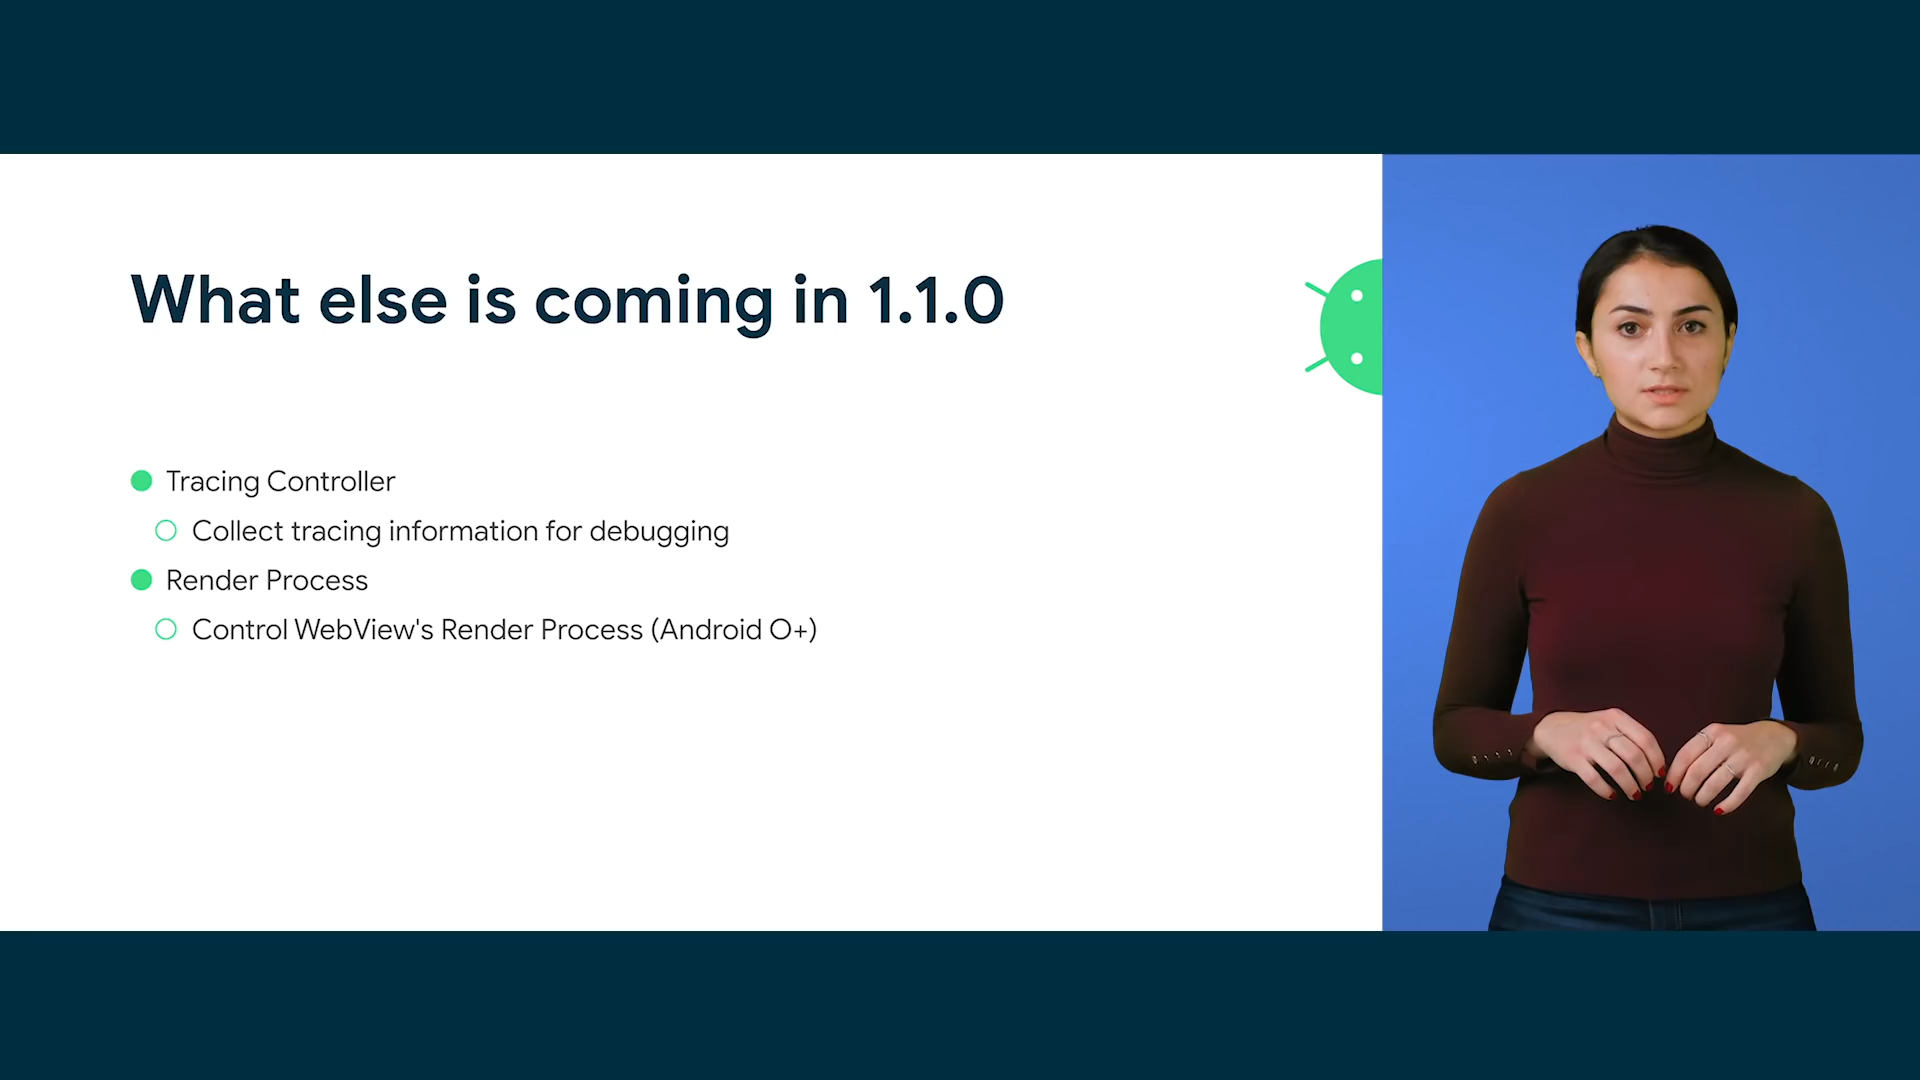 What else is coming in 1.1.0
Tracing Controller
Collect tracing information for debugging
Render Process
Control WebView's Render Process (Android O+)